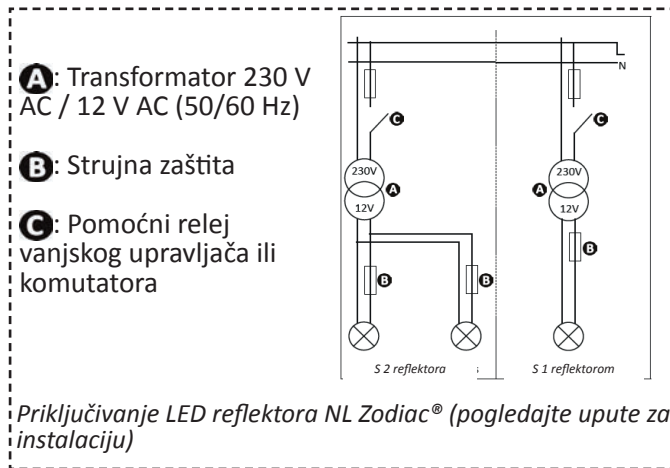 A: Transformator 230 V
AC / 12 V AC (50/60 Hz)
B: Strujna zaštita
C: Pomoćni relej
vanjskog upravljača ili
komutatora
L
N
C
C
230V
12V
A
A
230V
12V
B
B
B
S 2 reflektora
S 1 reflektorom
Priključivanje LED reflektora NL Zodiac® (pogledajte upute za
instalaciju)